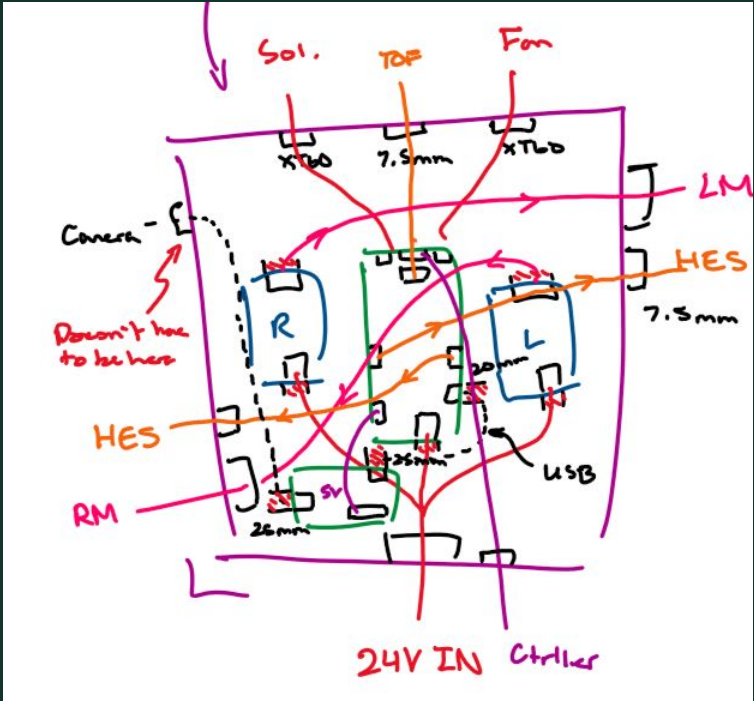 Sol.
TOF
Fan
XT60
7.5mm
XT60
LM
Camera
HES
Doesn't have
to be here
R
L
7.5mm
20mm
HES
25mm
USB
5V
RM
25mm
24V IN
Ctrller